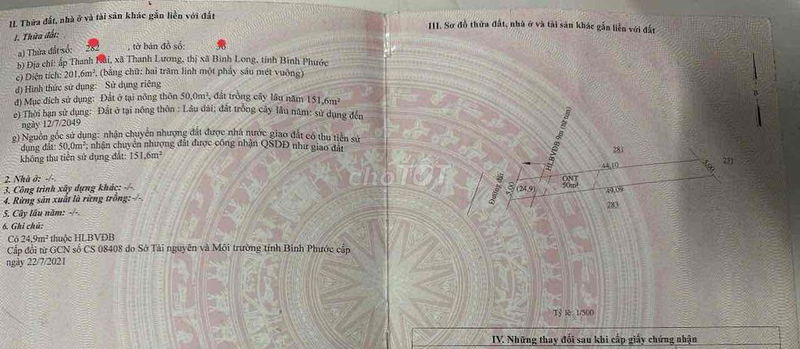 II. Thửa đất, nhà ở và tài sản khác gắn liền với đất
1. Thửa đất:
a) Thửa đất số: 282 , tờ bản đồ số:
b) Địa chỉ: ấp Thanh xã Thanh Lương, thị xã Bình Long, tỉnh Bình Phước
c) Diện tích: 201,6m², (bằng chữ: hai trăm linh một phẩy sáu mét vuông)
d) Hình thức sử dụng: Sử dụng riêng
đ) Mục đích sử dụng: Đất ở tại nông thôn 50,0m², đất trồng cây lâu năm 151,6m²
e) Thời hạn sử dụng: Đất ở tại nông thôn : Lâu dài; đất trồng cây lâu năm: sử dụng đến
ngày 12/7/2049
g) Nguồn gốc sử dụng: nhận chuyển nhượng đất được nhà nước giao đất có thu tiền sử
dụng đất: 50,0m²; nhận chuyển nhượng đất được công nhận QSDĐ như giao đất
không thu tiền sử dụng đất: 151,6m²
2. Nhà ở: -/-.
3. Công trình xây dựng khác: -/-.
4. Rừng sản xuất là rừng trồng:-/-.
5. Cây lâu năm: -/-.
6. Ghi chú:
Có 24,9m² thuộc HLBVĐB
Cấp đổi từ GCN số CS 08408 do Sở Tài nguyên và Môi trường tỉnh Bình Phước cấp
ngày 22/7/2021
chợTỐT
III. Sơ đồ thửa đất, nhà ở và tài sản khác gắn liền với đất
B
HLBVĐB 9m (từ tim)
281
44,10
5,00
251
ONT
50m²
Đường đất
5,00
(24,9)
49,09
283
Tỷ lệ: 1/500
IV. Những thay đổi sau khi cấp giấy chứng nhận